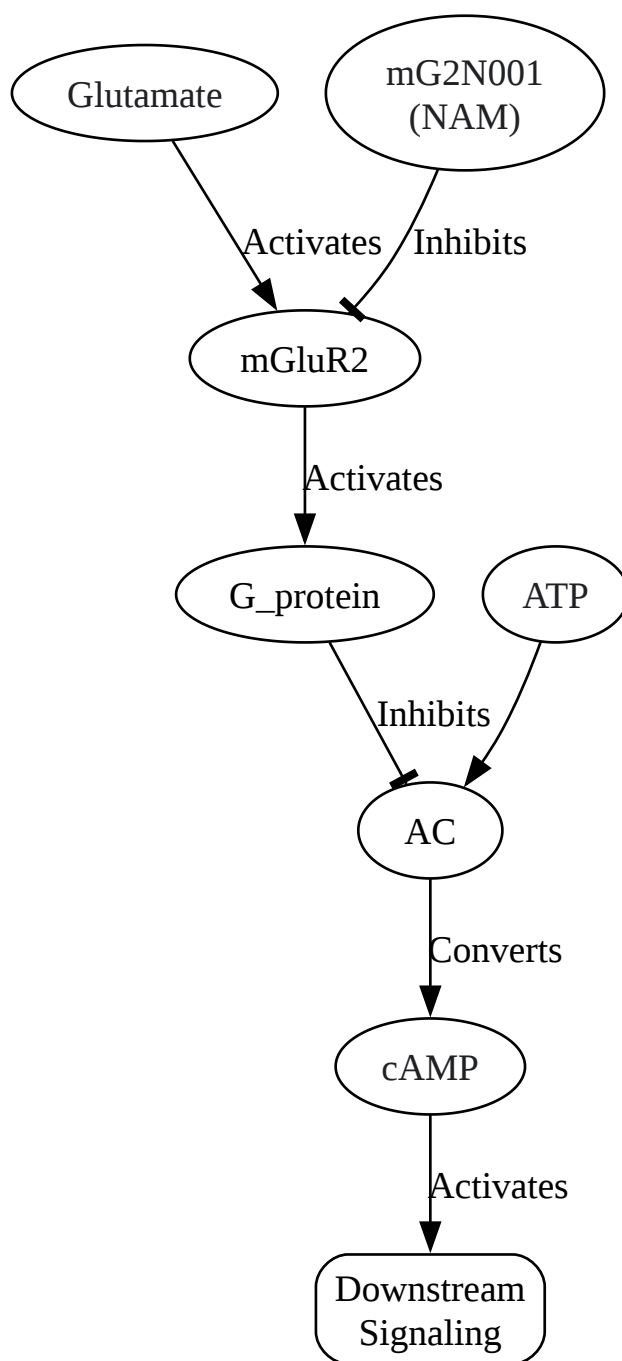 Glutamate
mG2N001
(NAM)
Activates
Inhibits
mGluR2
Activates
G_protein
ATP
Inhibits
AC
Converts
cAMP
Activates
Downstream
Signaling